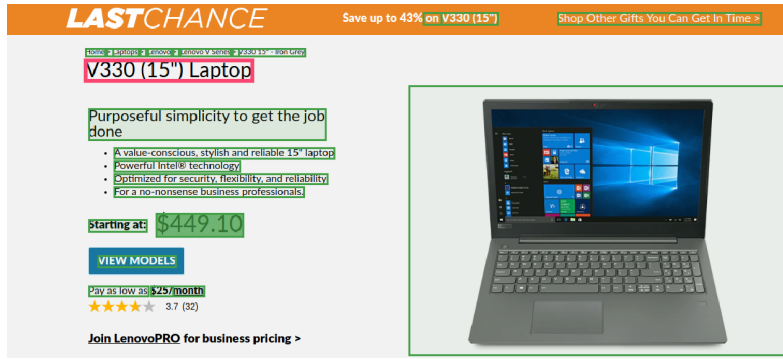 LASTCHANCE
Save up to 43% on V330 (15")
Shop Other Gifts You Can Get In Time >
Home > Laptops > Lenovo > Lenovo V Series > V330 15" - Iron Grey
V330 (15") Laptop
Purposeful simplicity to get the job
done
• A value-conscious, stylish and reliable 15" laptop
• Powerful Intel® technology
• Optimized for security, flexibility, and reliability
• For a no-nonsense business professionals.
Starting at: $449.10
VIEW MODELS
Pay as low as $25/month
3.7 (32)
Join LenovoPRO for business pricing >